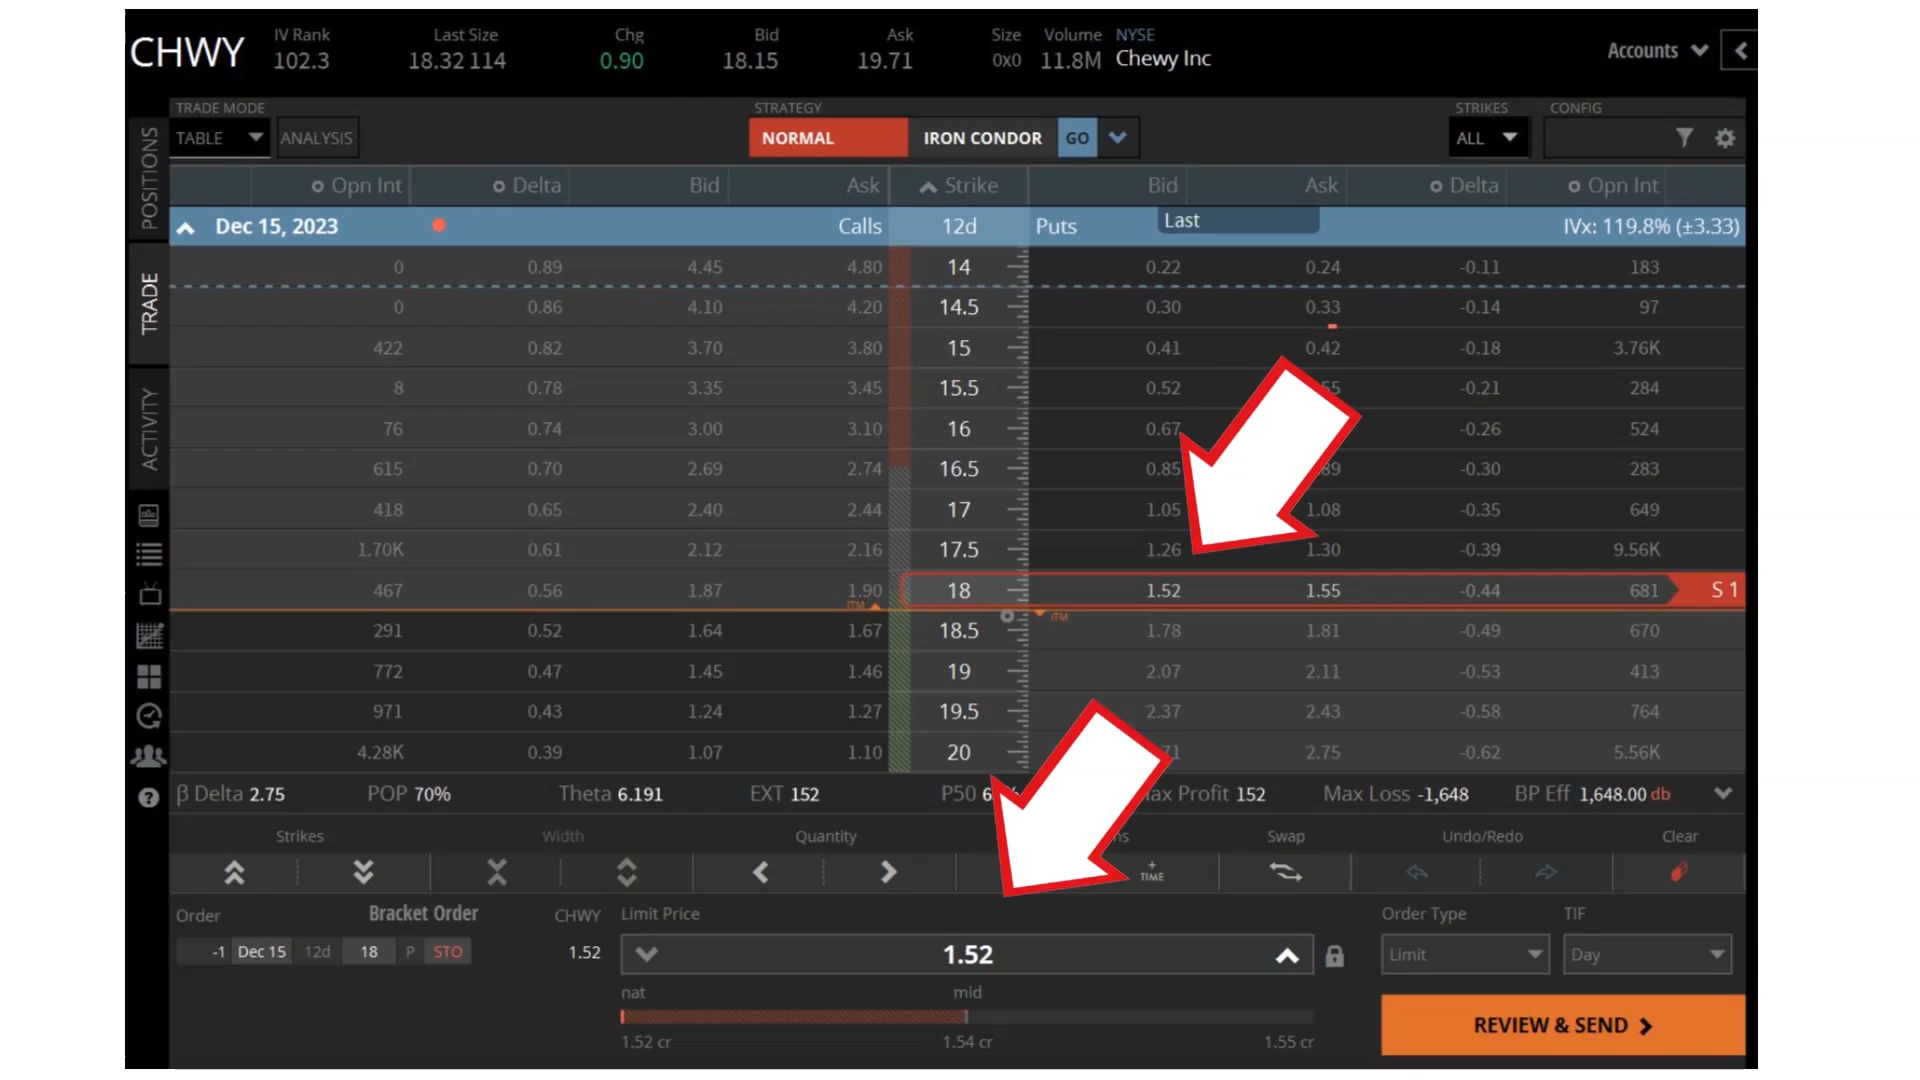 CHWY IV Rank Last Size Chg Bid Ask Size Volume NYSE
102.3 18.32 114 0.90 18.15 19.71 0x0 11.8M Chewy Inc Accounts
TRADE MODE STRATEGY STRIKES CONFIG
TABLE ANALYSIS NORMAL IRON CONDOR GO ALL
POSITIONS
TRADE
ACTIVITY
Opn Int Delta Bid Ask Strike Bid Ask Delta Opn Int
Dec 15, 2023 Calls 12d Puts Last IVx: 119.8% (±3.33)
0 0.89 4.45 4.80 14 0.22 0.24 -0.11 183
0 0.86 4.10 4.20 14.5 0.30 0.33 -0.14 97
422 0.82 3.70 3.80 15 0.41 0.42 -0.18 3.76K
8 0.78 3.35 3.45 15.5 0.52 -0.21 284
76 0.74 3.00 3.10 16 0.67 -0.26 524
615 0.70 2.69 2.74 16.5 0.85 -0.30 283
418 0.65 2.40 2.44 17 1.05 1.08 -0.35 649
1.70K 0.61 2.12 2.16 17.5 1.26 1.30 -0.39 9.56K
467 0.56 1.87 1.90 18 1.52 1.55 -0.44 681 S 1
ITM ITM
291 0.52 1.64 1.67 18.5 1.78 1.81 -0.49 670
772 0.47 1.45 1.46 19 2.07 2.11 -0.53 413
971 0.43 1.24 1.27 19.5 2.37 2.43 -0.58 764
4.28K 0.39 1.07 1.10 20 2.75 -0.62 5.56K
β Delta 2.75 POP 70% Theta 6.191 EXT 152 P50 Profit 152 Max Loss -1,648 BP Eff 1,648.00 db
Strikes Width Quantity Swap Undo/Redo Clear
+ TIME
Order Bracket Order CHWY Limit Price Order Type TIF
-1 Dec 15 12d 18 P STO 1.52 1.52 Limit Day
nat mid
1.52 cr 1.54 cr 1.55 cr
REVIEW & SEND